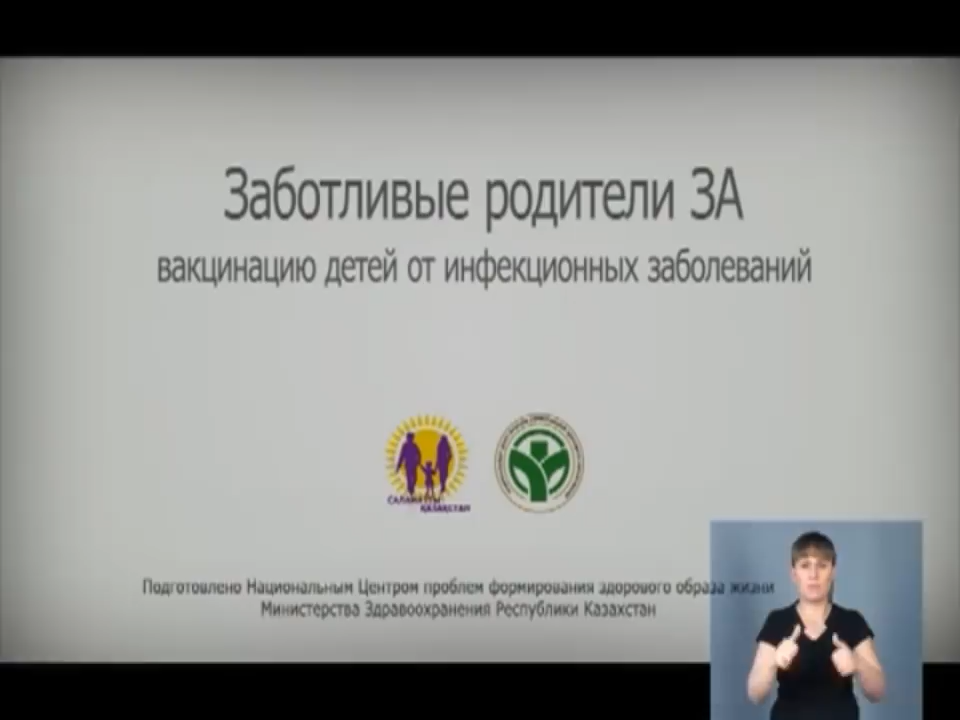 Заботливые родители ЗА
вакцинацию детей от инфекционных заболеваний
САЛАМАТТЫ
ҚАЗАҚСТАН
Подготовлено Национальным Центром проблем формирования здорового образа жизни
Министерства Здравоохранения Республики Казахстан